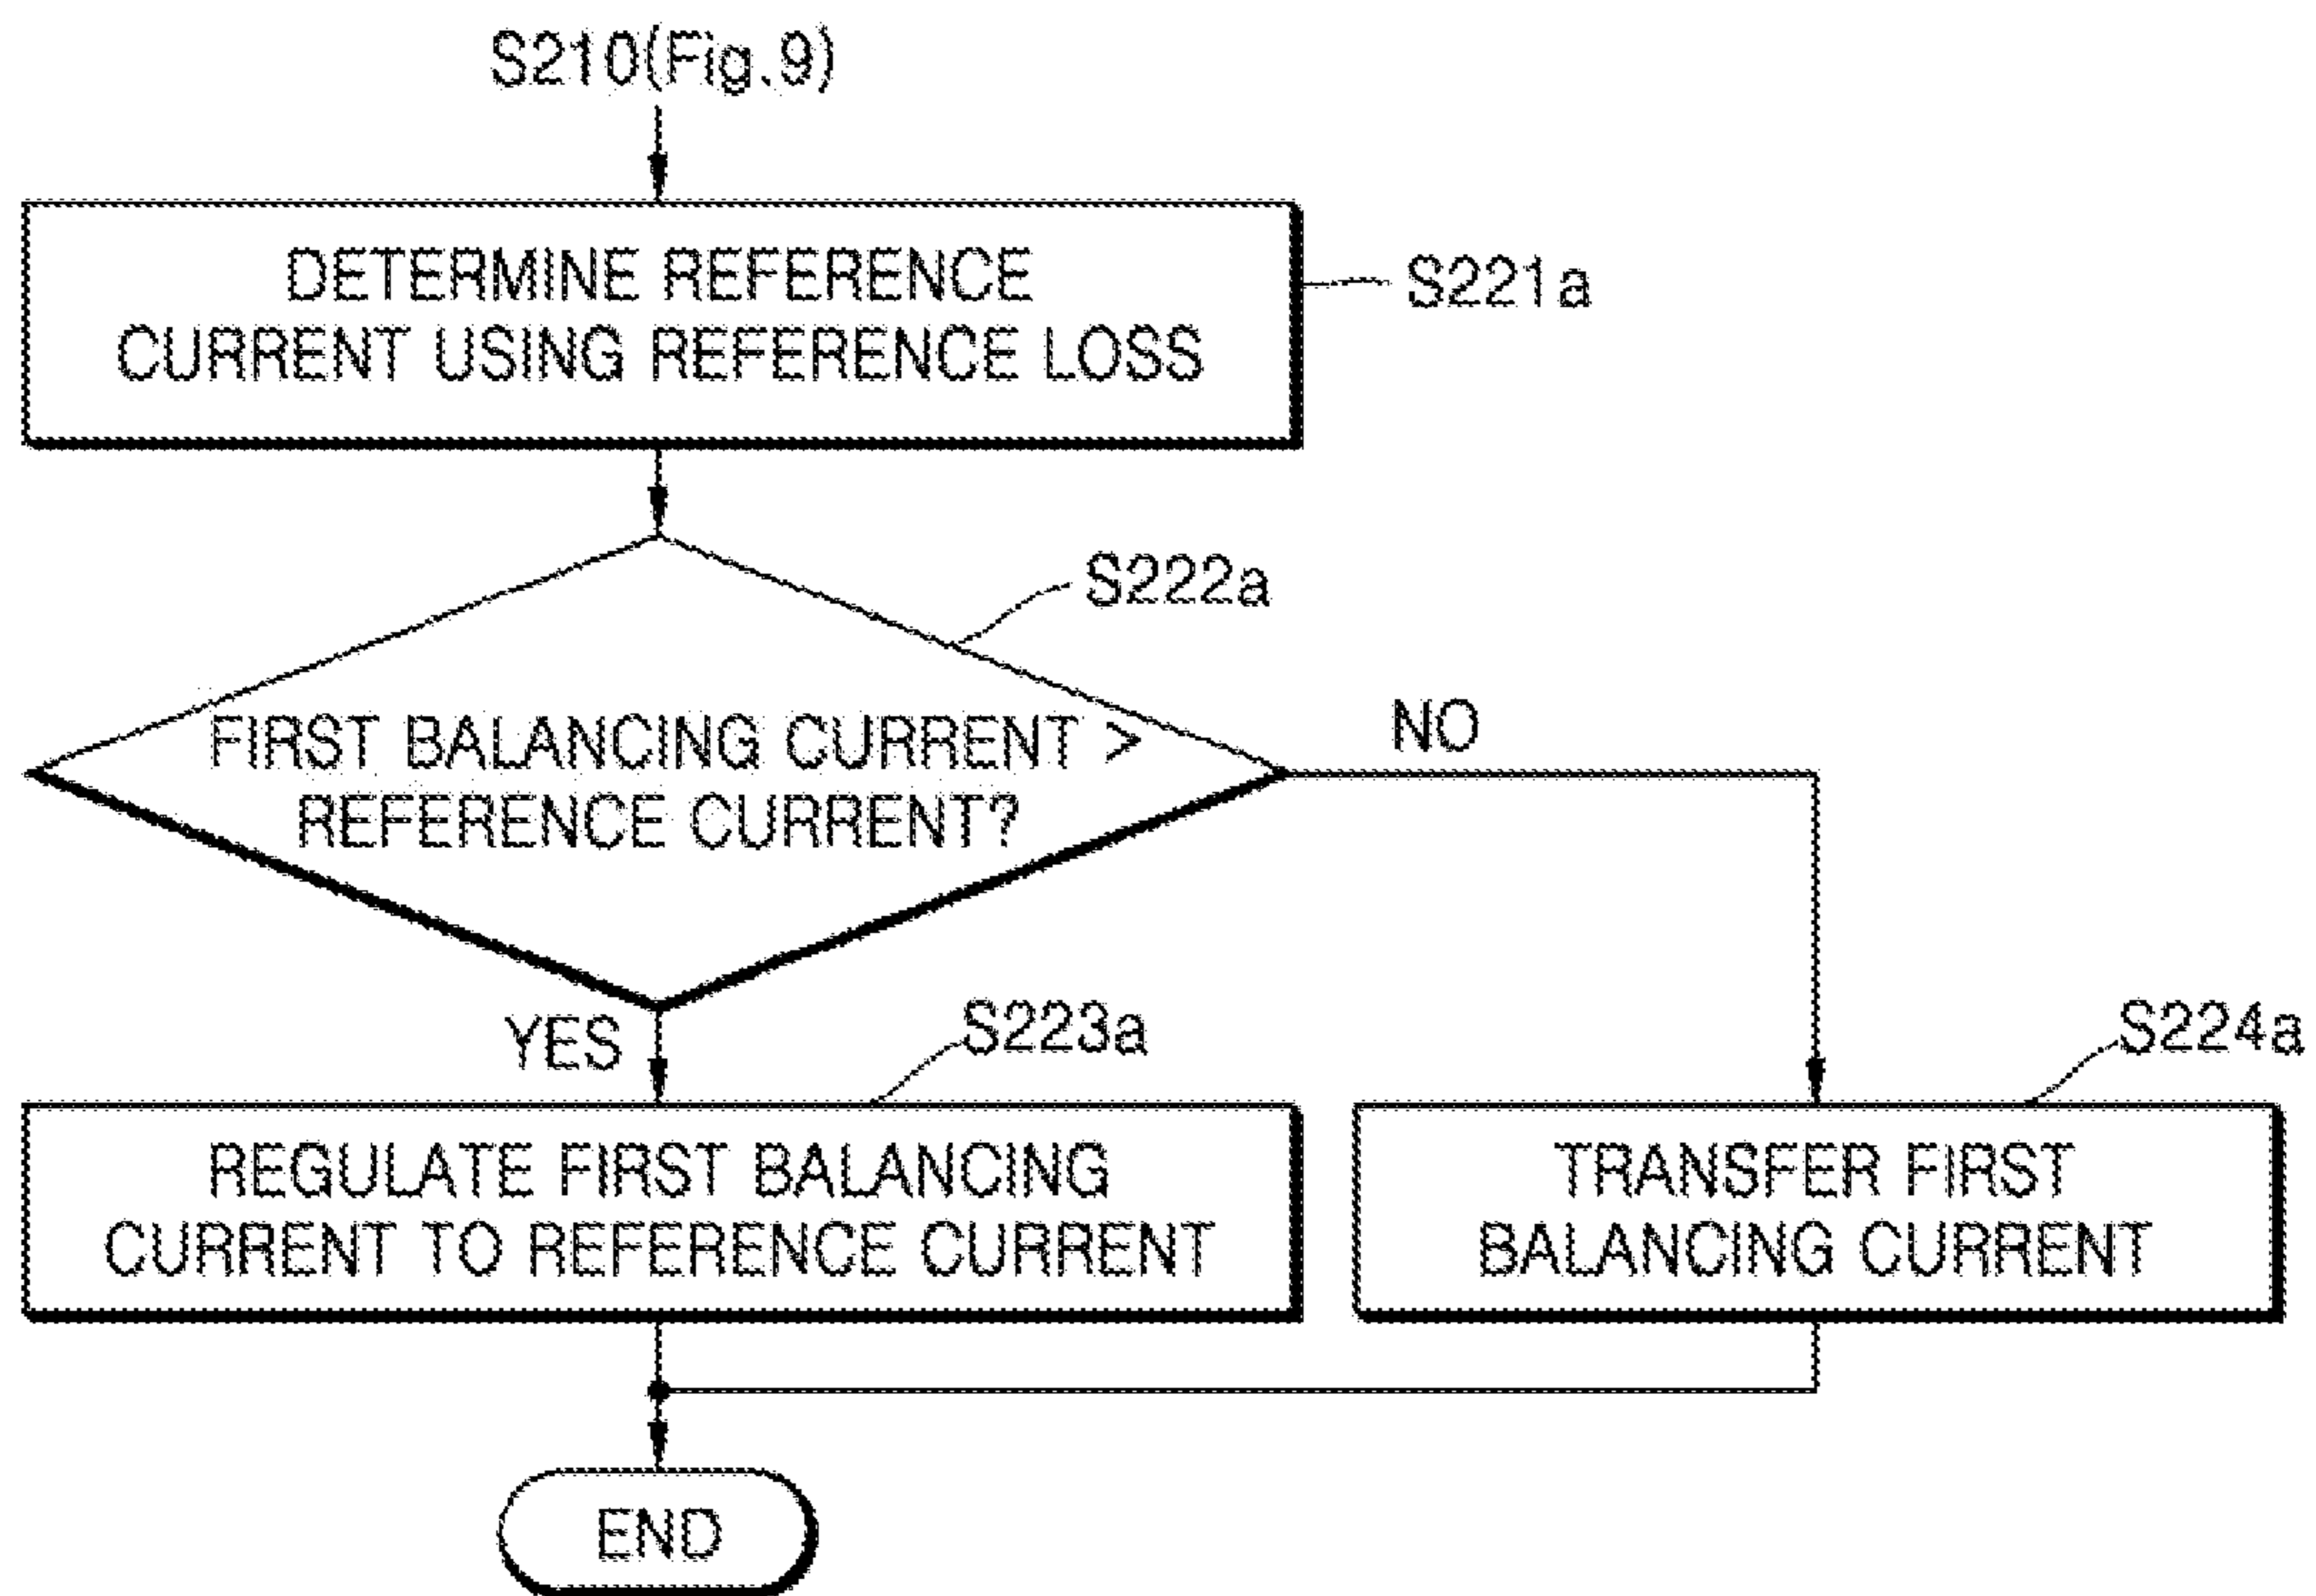 S210(Fig.9)
DETERMINE REFERENCE
CURRENT USING REFERENCE LOSS
S221a
S222a
FIRST BALANCING CURRENT >
REFERENCE CURRENT?
NO
YES
S223a
S224a
REGULATE FIRST BALANCING
CURRENT TO REFERENCE CURRENT
TRANSFER FIRST
BALANCING CURRENT
END